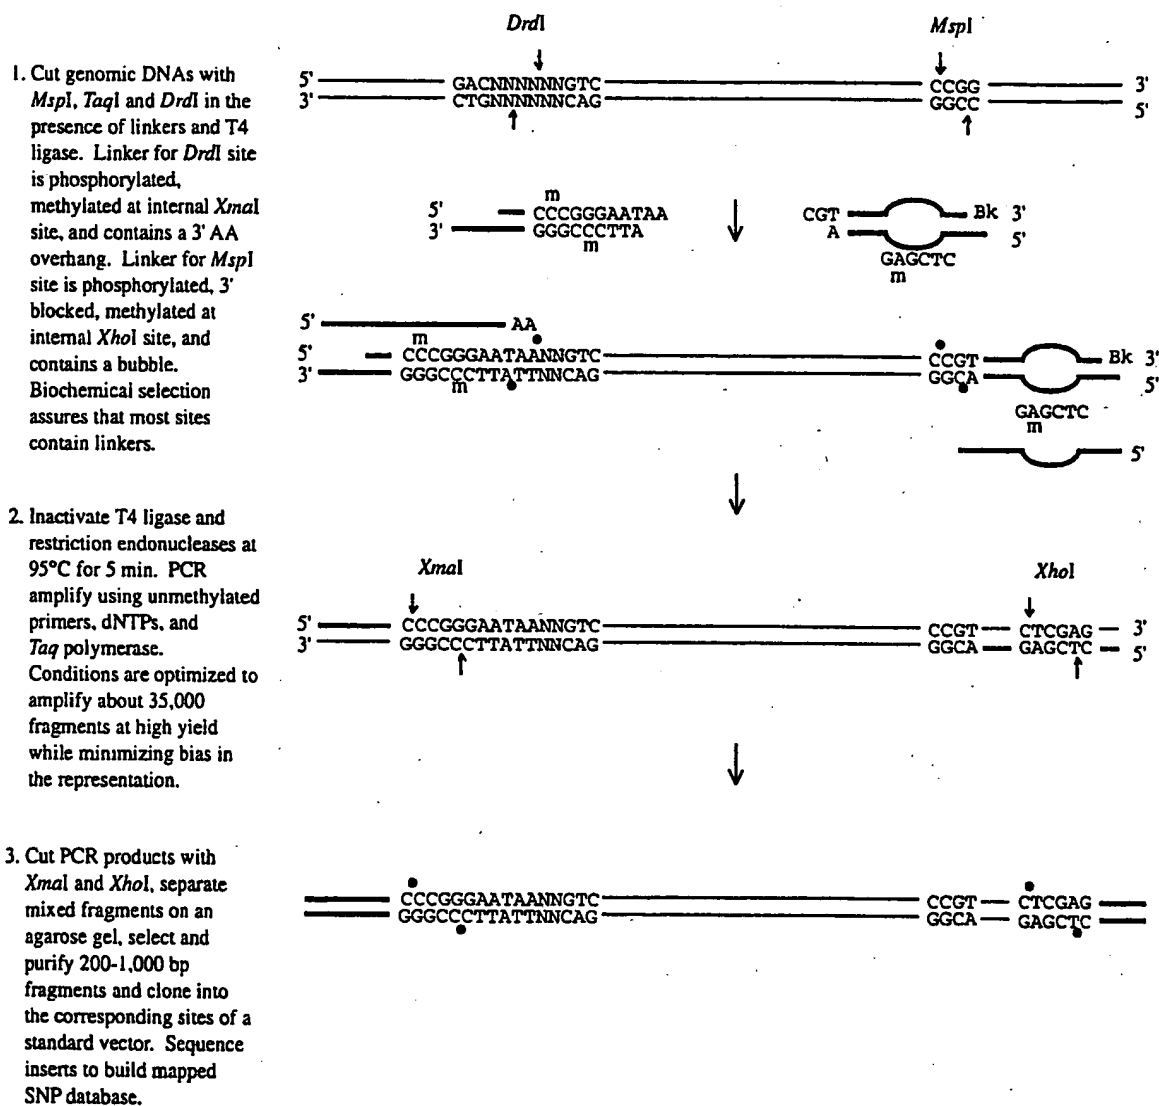 DrdI
MspI
1. Cut genomic DNAs with
MspI, TaqI and DrdI in the
presence of linkers and T4
ligase. Linker for DrdI site
is phosphorylated,
methylated at internal XmaI
site, and contains a 3' AA
overhang. Linker for MspI
site is phosphorylated, 3'
blocked, methylated at
internal XhoI site, and
contains a bubble.
Biochemical selection
assures that most sites
contain linkers.
5' GACNNNNNNGTC CCGG 3'
3' CTGNNNNNNCAG GGCC 5'
m
5' CCCGGGAATAA CGT Bk 3'
3' GGGCCCTTA A 5'
m
GAGCTC
m
5' AA
m
5' CCCGGGAATAANNGTC CCGT Bk 3'
3' GGGCCCTTATTNNCAG GGCA 5'
m
GAGCTC
m
5'
2. Inactivate T4 ligase and
restriction endonucleases at
95°C for 5 min. PCR
amplify using unmethylated
primers, dNTPs, and
Taq polymerase.
Conditions are optimized to
amplify about 35,000
fragments at high yield
while minimizing bias in
the representation.
XmaI
XhoI
5' CCCGGGAATAANNGTC CCGT CTCGAG 3'
3' GGGCCCTTATTNNCAG GGCA GAGCTC 5'
3. Cut PCR products with
XmaI and XhoI, separate
mixed fragments on an
agarose gel, select and
purify 200-1,000 bp
fragments and clone into
the corresponding sites of a
standard vector. Sequence
inserts to build mapped
SNP database.
CCCGGGAATAANNGTC CCGT CTCGAG
GGGCCCTTATTNNCAG GGCA GAGCTC